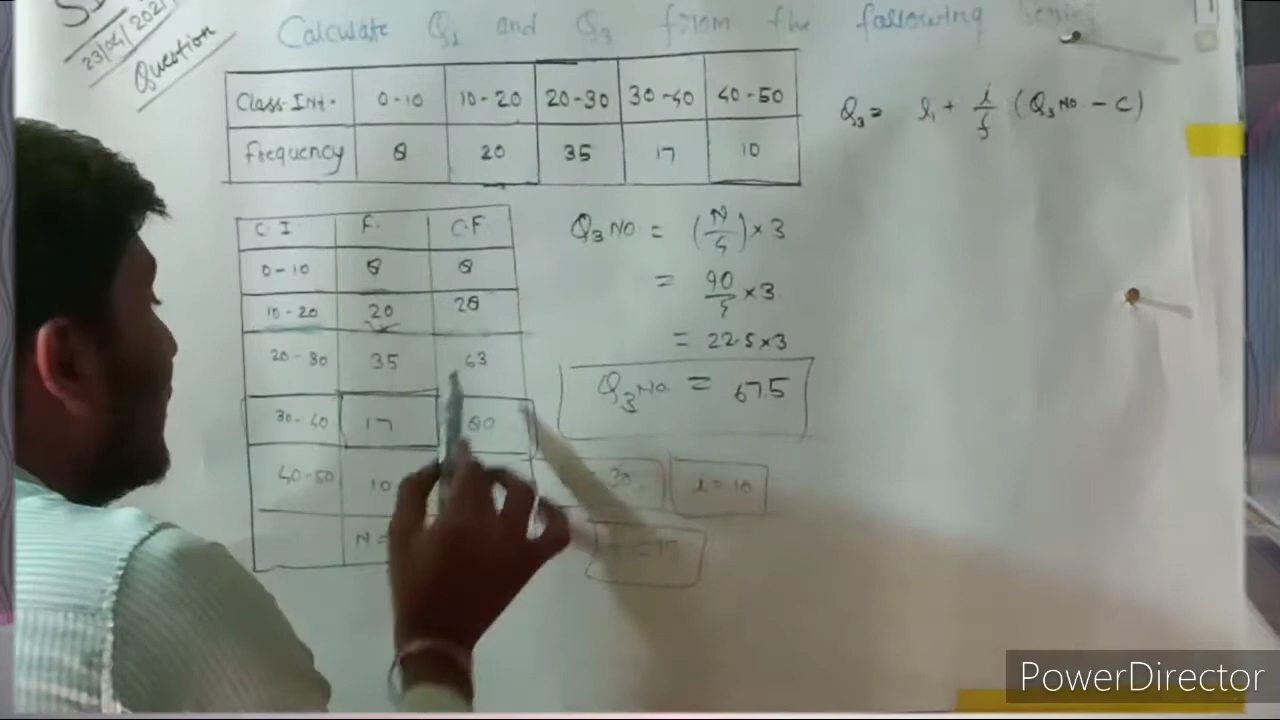 23/04/2021
Question
Calculate Q1 and Q3 from the following Series
Class-INt- 0-10 10-20 20-30 30-40 40-50
Frequency 8 20 35 17 10
Q3 = l1 + i/f (Q3 No - C)
C.I F. C.F.
0-10 8 8
10-20 20 28
20-30 35 63
30-40 17 80
40-50 10
N =
Q3 No = (N/4) × 3
= 90/4 × 3
= 22.5 × 3
Q3 No. = 67.5
30 i = 10
PowerDirector